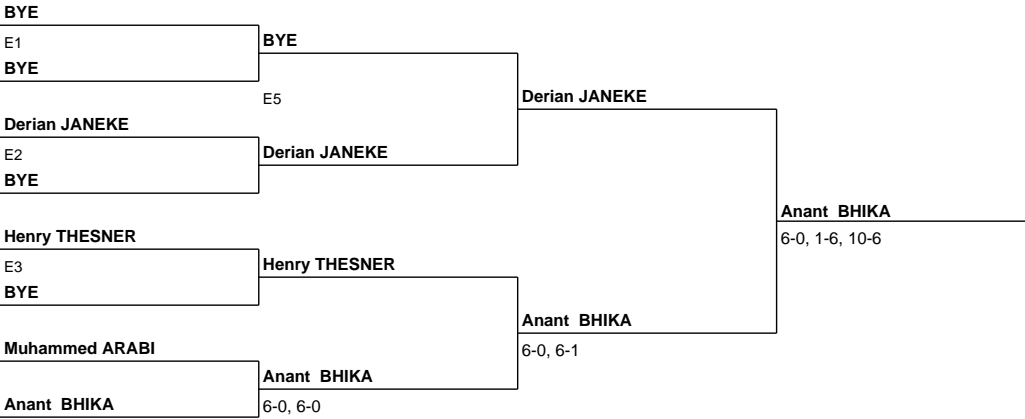 BYE
E1
BYE
Derian JANEKE
E2
BYE
Henry THESNER
E3
BYE
Muhammed ARABI
Anant BHIKA
BYE
E5
Derian JANEKE
Henry THESNER
Anant BHIKA
6-0, 6-0
Derian JANEKE
Anant BHIKA
6-0, 6-1
Anant BHIKA
6-0, 1-6, 10-6